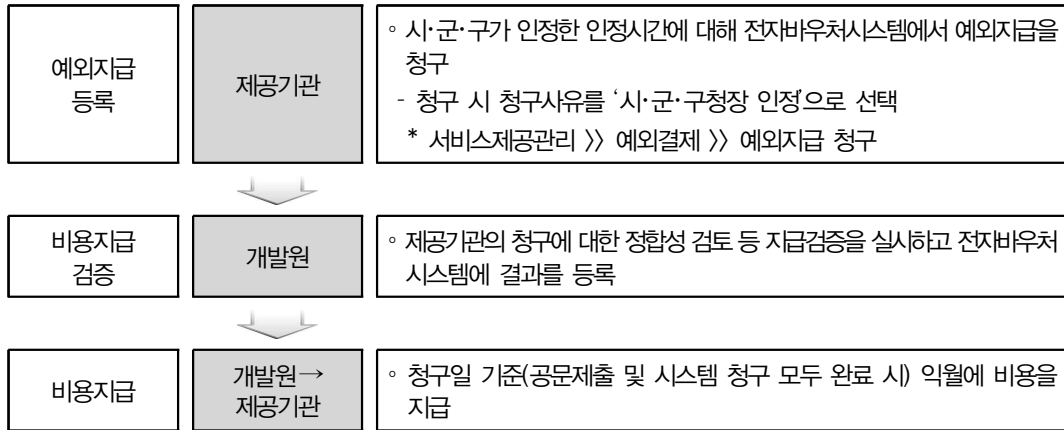 예외지급
등록
제공기관
◦ 시·군·구가 인정한 인정시간에 대해 전자바우처시스템에서 예외지급을
청구
- 청구 시 청구사유를 ‘시·군·구청장 인정’으로 선택
* 서비스제공관리 》 예외결제 》 예외지급 청구
비용지급
검증
개발원
◦ 제공기관의 청구에 대한 정합성 검토 등 지급검증을 실시하고 전자바우처
시스템에 결과를 등록
비용지급
개발원→
제공기관
◦ 청구일 기준(공문제출 및 시스템 청구 모두 완료 시) 익월에 비용을
지급